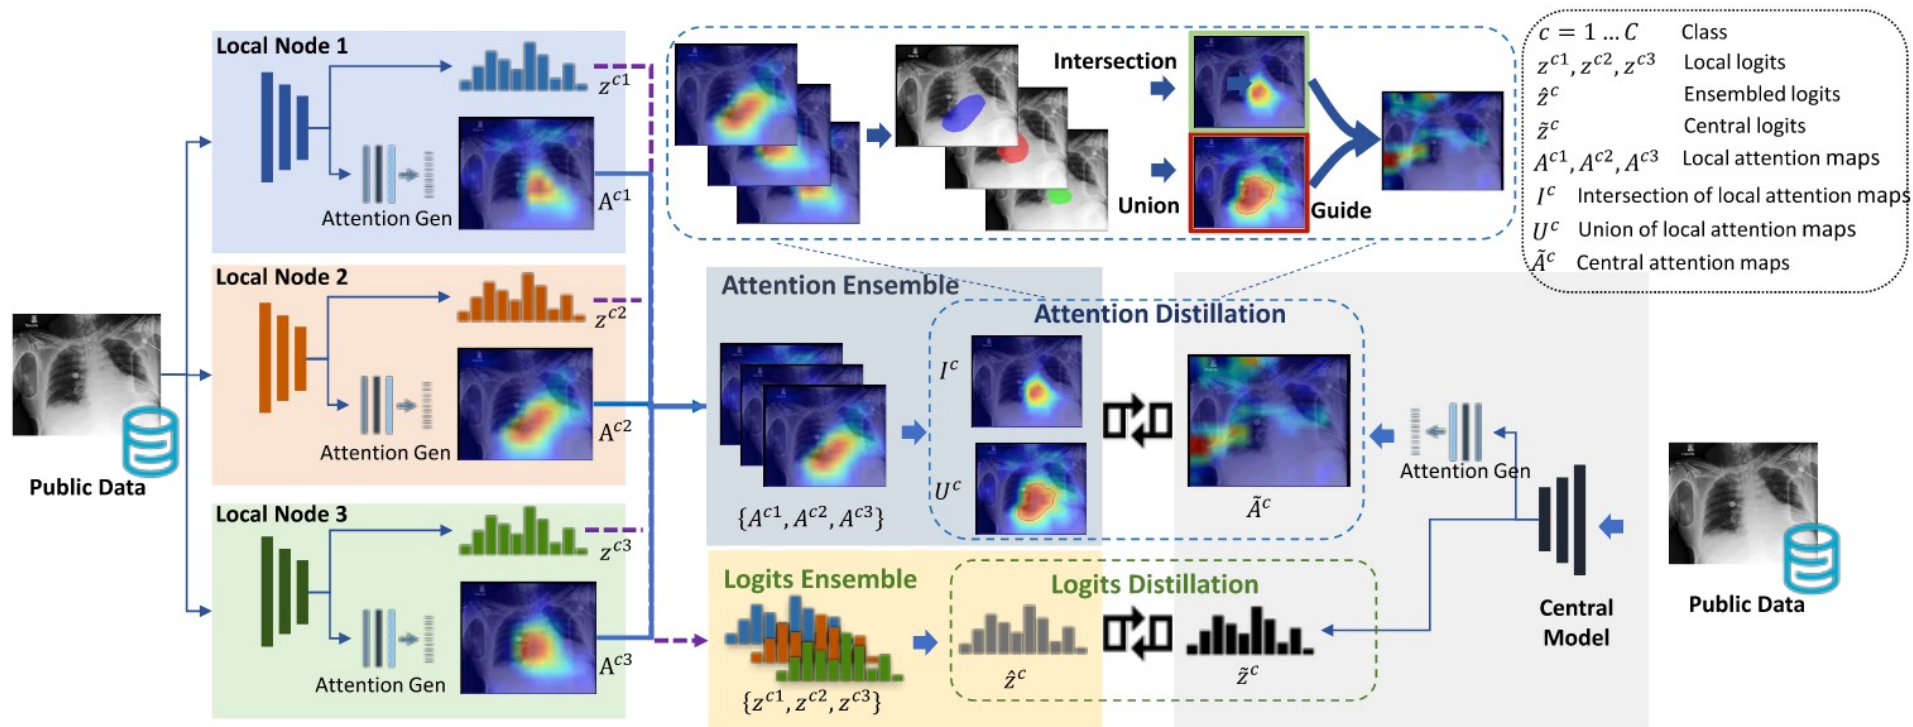 Local Node 1
z^{c1}
Attention Gen
A^{c1}
Local Node 2
z^{c2}
Attention Gen
A^{c2}
Local Node 3
z^{c3}
Attention Gen
A^{c3}
Public Data
Intersection
Union
Guide
c = 1 … C Class
z^{c1}, z^{c2}, z^{c3} Local logits
ẑ^c Ensembled logits
z̃^c Central logits
A^{c1}, A^{c2}, A^{c3} Local attention maps
I^c Intersection of local attention maps
U^c Union of local attention maps
Ã^c Central attention maps
Attention Ensemble
{A^{c1}, A^{c2}, A^{c3}}
Attention Distillation
I^c
U^c
Ã^c
Attention Gen
Logits Ensemble
{z^{c1}, z^{c2}, z^{c3}}
Logits Distillation
ẑ^c
z̃^c
Central
Model
Public Data